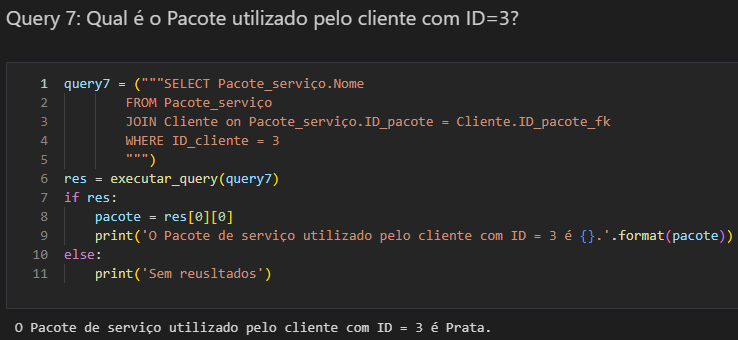 Query 7: Qual é o Pacote utilizado pelo cliente com ID=3?
1 query7 = ("""SELECT Pacote_serviço.Nome
2 FROM Pacote_serviço
3 JOIN Cliente on Pacote_serviço.ID_pacote = Cliente.ID_pacote_fk
4 WHERE ID_cliente = 3
5 """)
6 res = executar_query(query7)
7 if res:
8 pacote = res[0][0]
9 print('O Pacote de serviço utilizado pelo cliente com ID = 3 é {}.'.format(pacote))
10 else:
11 print('Sem reusltados')
O Pacote de serviço utilizado pelo cliente com ID = 3 é Prata.